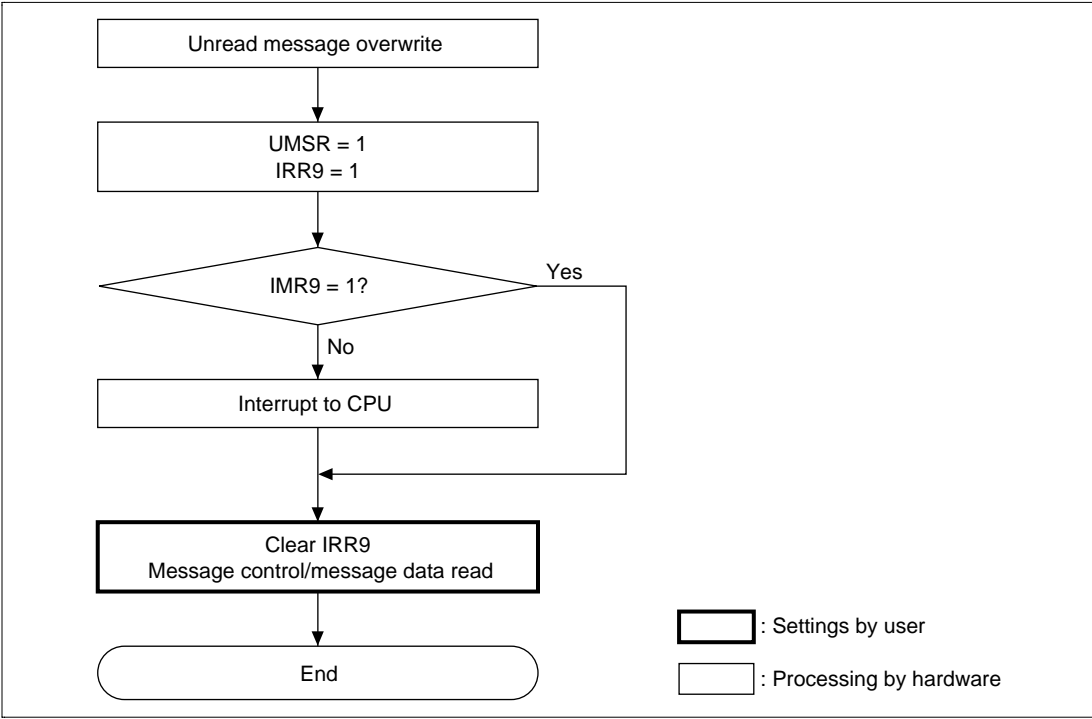 Unread message overwrite
UMSR = 1
IRR9 = 1
IMR9 = 1?
Yes
No
Interrupt to CPU
Clear IRR9
Message control/message data read
End
: Settings by user
: Processing by hardware